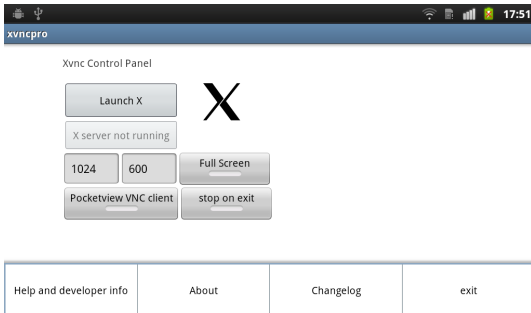 17:51
xvncpro
Xvnc Control Panel
Launch X
X server not running
1024 600 Full Screen
Pocketview VNC client stop on exit
Help and developer info About Changelog exit